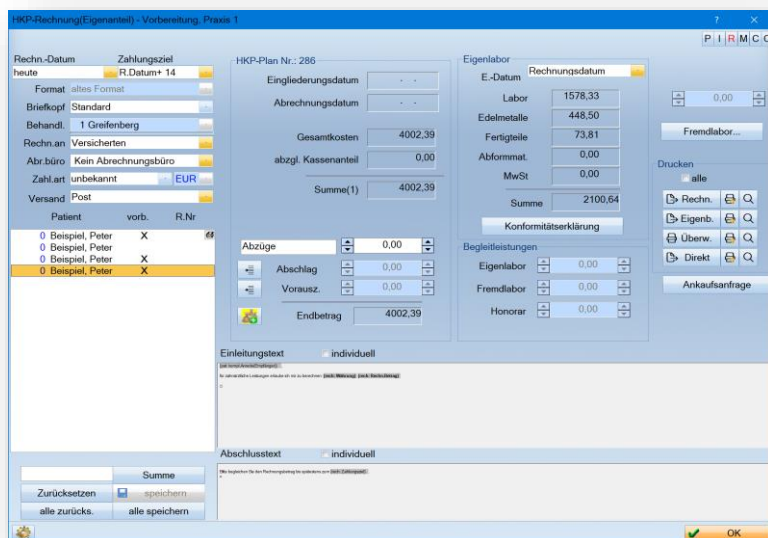 HKP-Rechnung(Eigenanteil) - Vorbereitung, Praxis 1
? ×
P I R M C C
Rechn.-Datum Zahlungsziel
heute R.Datum+ 14
Format altes Format
Briefkopf Standard
Behandl. 1 Greifenberg
Rechn.an Versicherten
Abr.büro Kein Abrechnungsbüro
Zahl.art unbekannt EUR
Versand Post
Patient vorb. R.Nr
0 Beispiel, Peter X
0 Beispiel, Peter
0 Beispiel, Peter X
0 Beispiel, Peter X
Summe
Zurücksetzen speichern
alle zurücks. alle speichern
HKP-Plan Nr.: 286
Eingliederungsdatum - -
Abrechnungsdatum - -
Gesamtkosten 4002,39
abzgl. Kassenanteil 0,00
Summe(1) 4002,39
Abzüge 0,00
Abschlag 0,00
Vorausz. 0,00
Endbetrag 4002,39
Eigenlabor
E.-Datum Rechnungsdatum
Labor 1578,33
Edelmetalle 448,50
Fertigteile 73,81
Abformmat. 0,00
MwSt 0,00
Summe 2100,64
Konformitätserklärung
Begleitleistungen
Eigenlabor 0,00
Fremdlabor 0,00
Honorar 0,00
0,00
Fremdlabor...
Drucken
alle
Rechn.
Eigenb.
Überw.
Direkt
Ankaufsanfrage
Einleitungstext individuell
Abschlusstext individuell
OK